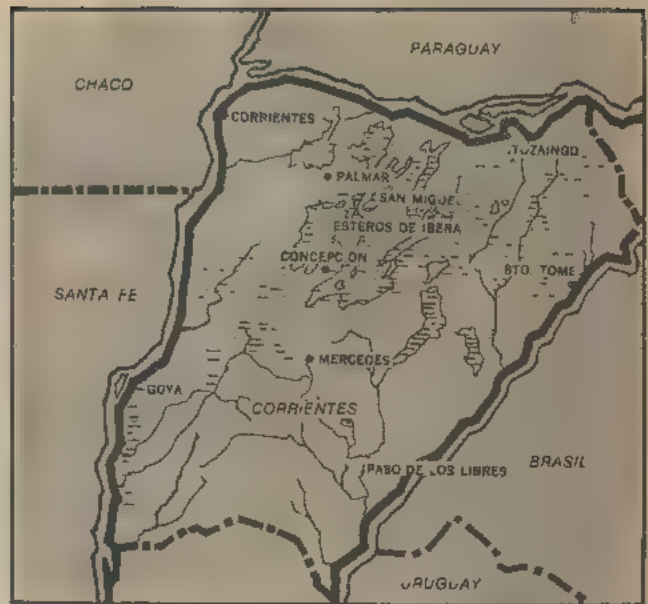 PARAGUAY
CHACO
CORRIENTES
ITUZAINGO
PALMAR
SAN MIGUEL
ESTEROS DE IBERA
CONCEPCION
STO. TOME
SANTA FE
MERCEDES
GOYA
CORRIENTES
PASO DE LOS LIBRES
BRASIL
URUGUAY